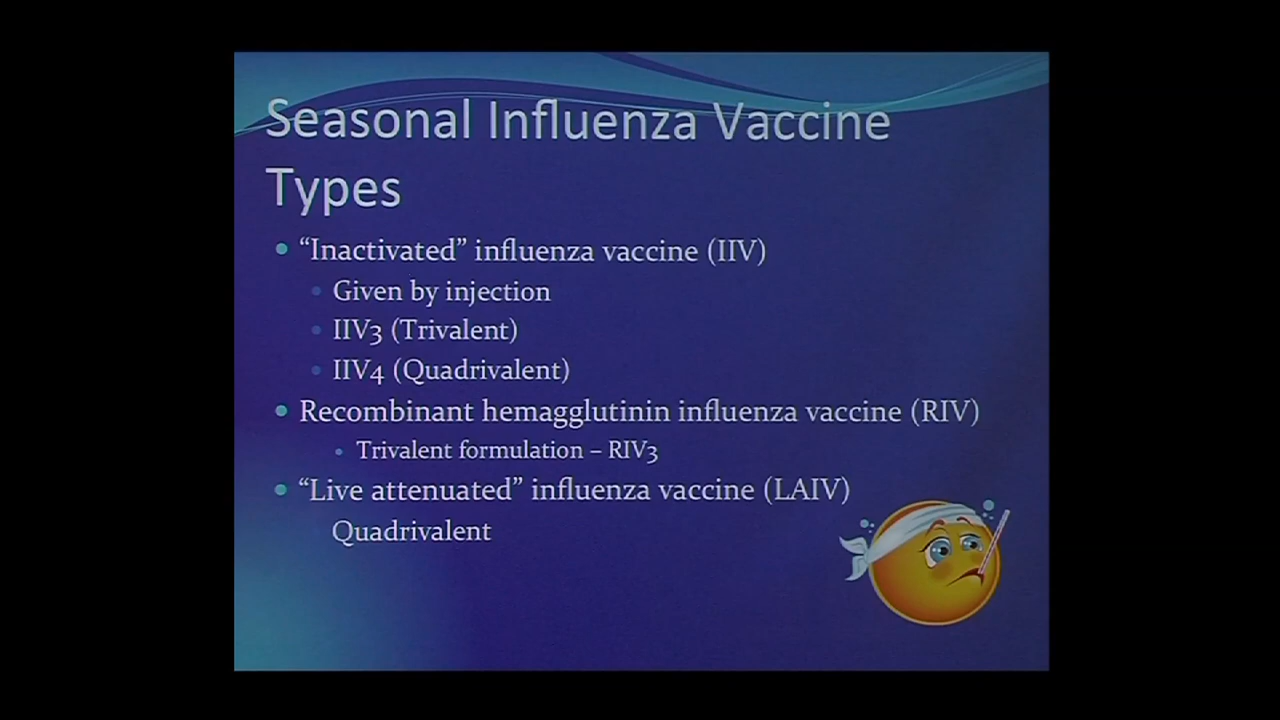 Seasonal Influenza Vaccine
Types
“Inactivated” influenza vaccine (IIV)
Given by injection
IIV3 (Trivalent)
IIV4 (Quadrivalent)
Recombinant hemagglutinin influenza vaccine (RIV)
Trivalent formulation – RIV3
“Live attenuated” influenza vaccine (LAIV)
Quadrivalent